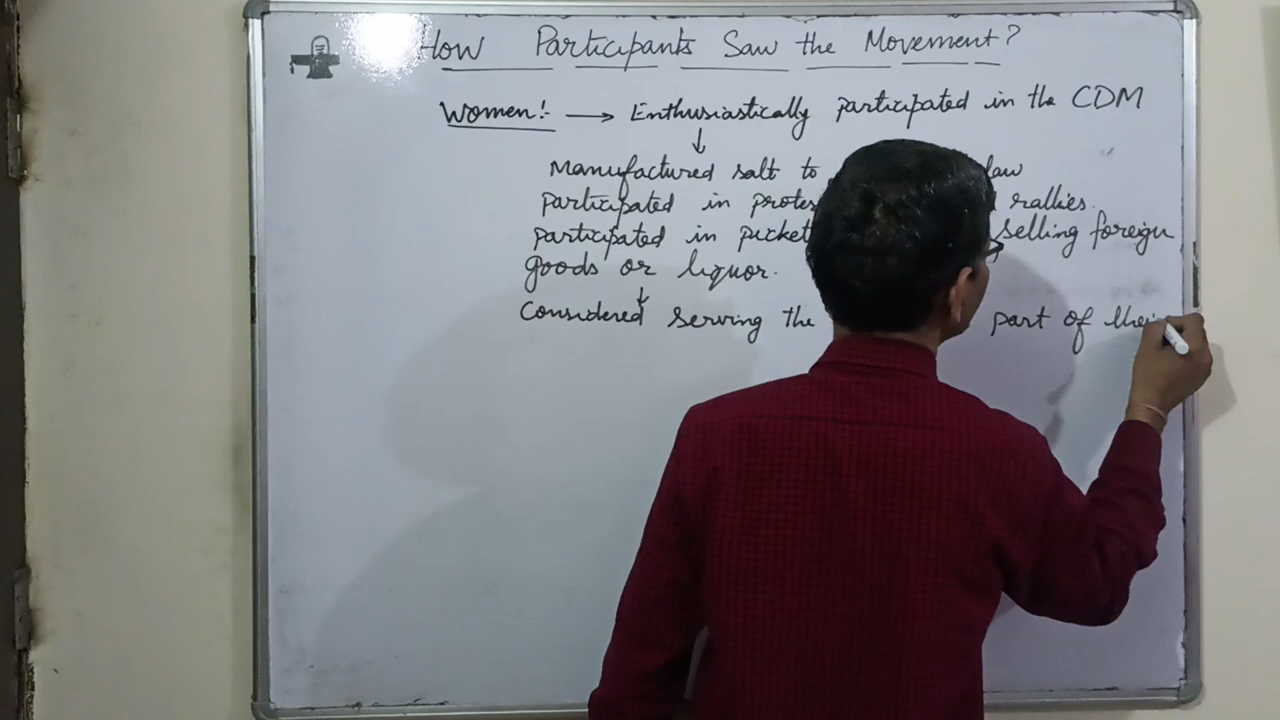 How Participants Saw the Movement?
Women:- → Enthusiastically participated in the CDM
↓
Manufactured salt to law
participated in protes rallies.
participated in picket selling foreign
goods or liquor.
↓
Considered serving the part of their